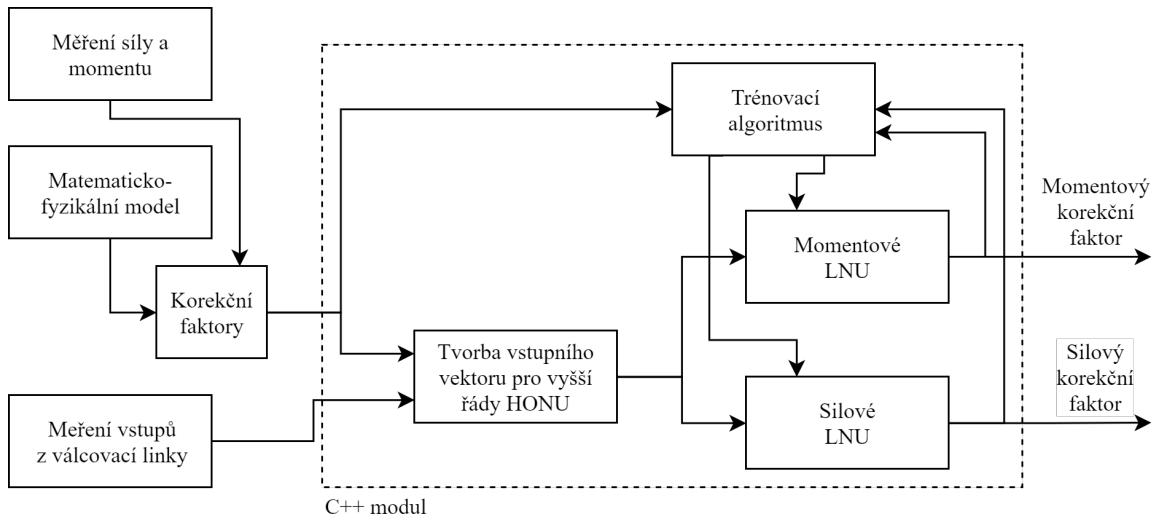 Měření síly a
momentu
Matematicko-
fyzikální model
Korekční
faktory
Meření vstupů
z válcovací linky
Trénovací
algoritmus
Momentové
LNU
Tvorba vstupního
vektoru pro vyšší
řády HONU
Silové
LNU
Momentový
korekční
faktor
Silový
korekční
faktor
C++ modul